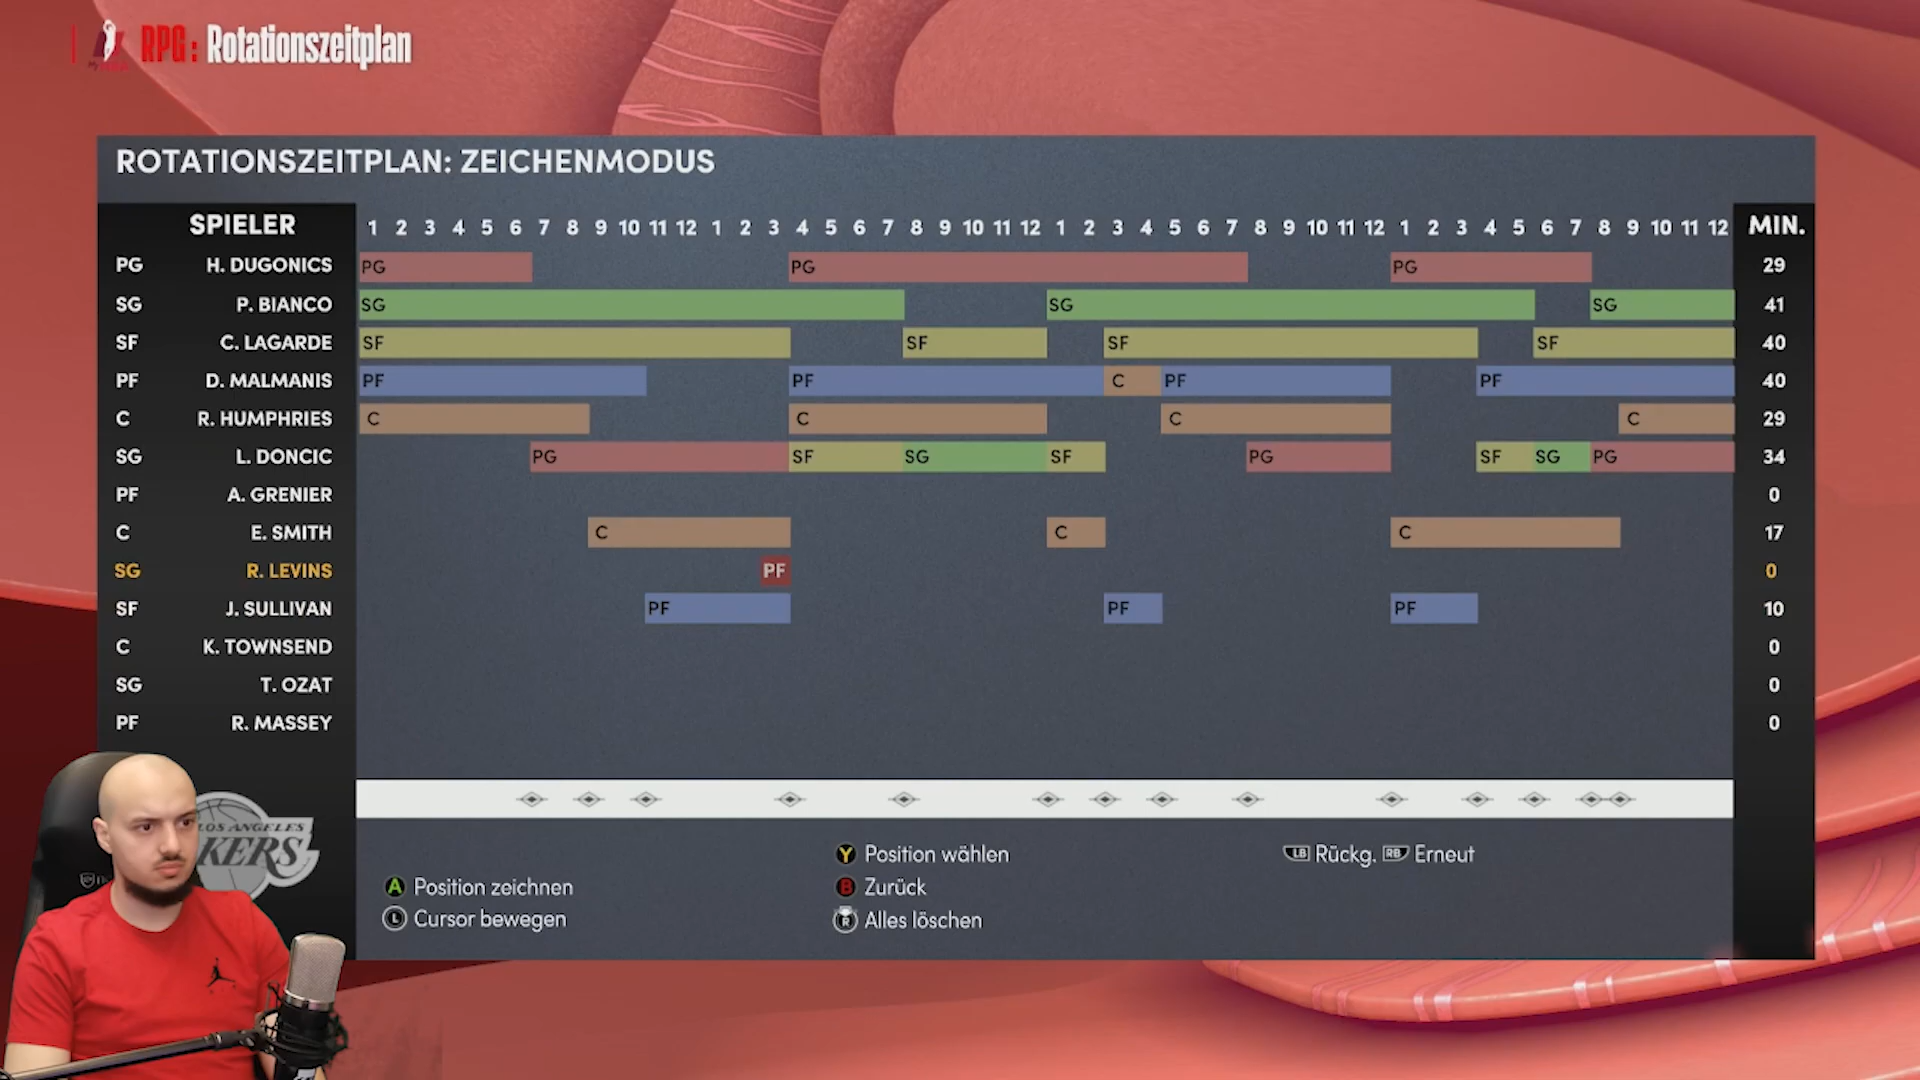 RPG: Rotationszeitplan
ROTATIONSZEITPLAN: ZEICHENMODUS
SPIELER 1 2 3 4 5 6 7 8 9 10 11 12 1 2 3 4 5 6 7 8 9 10 11 12 1 2 3 4 5 6 7 8 9 10 11 12 1 2 3 4 5 6 7 8 9 10 11 12 MIN.
PG H. DUGONICS PG PG PG 29
SG P. BIANCO SG SG SG 41
SF C. LAGARDE SF SF SF SF 40
PF D. MALMANIS PF PF C PF PF 40
C R. HUMPHRIES C C C C 29
SG L. DONCIC PG SF SG SF PG SF SG PG 34
PF A. GRENIER 0
C E. SMITH C C C 17
SG R. LEVINS PF 0
SF J. SULLIVAN PF PF PF 10
C K. TOWNSEND 0
SG T. OZAT 0
PF R. MASSEY 0
LOS ANGELES
KERS
Y Position wählen
LB Rückg. RB Erneut
A Position zeichnen
B Zurück
L Cursor bewegen
R Alles löschen